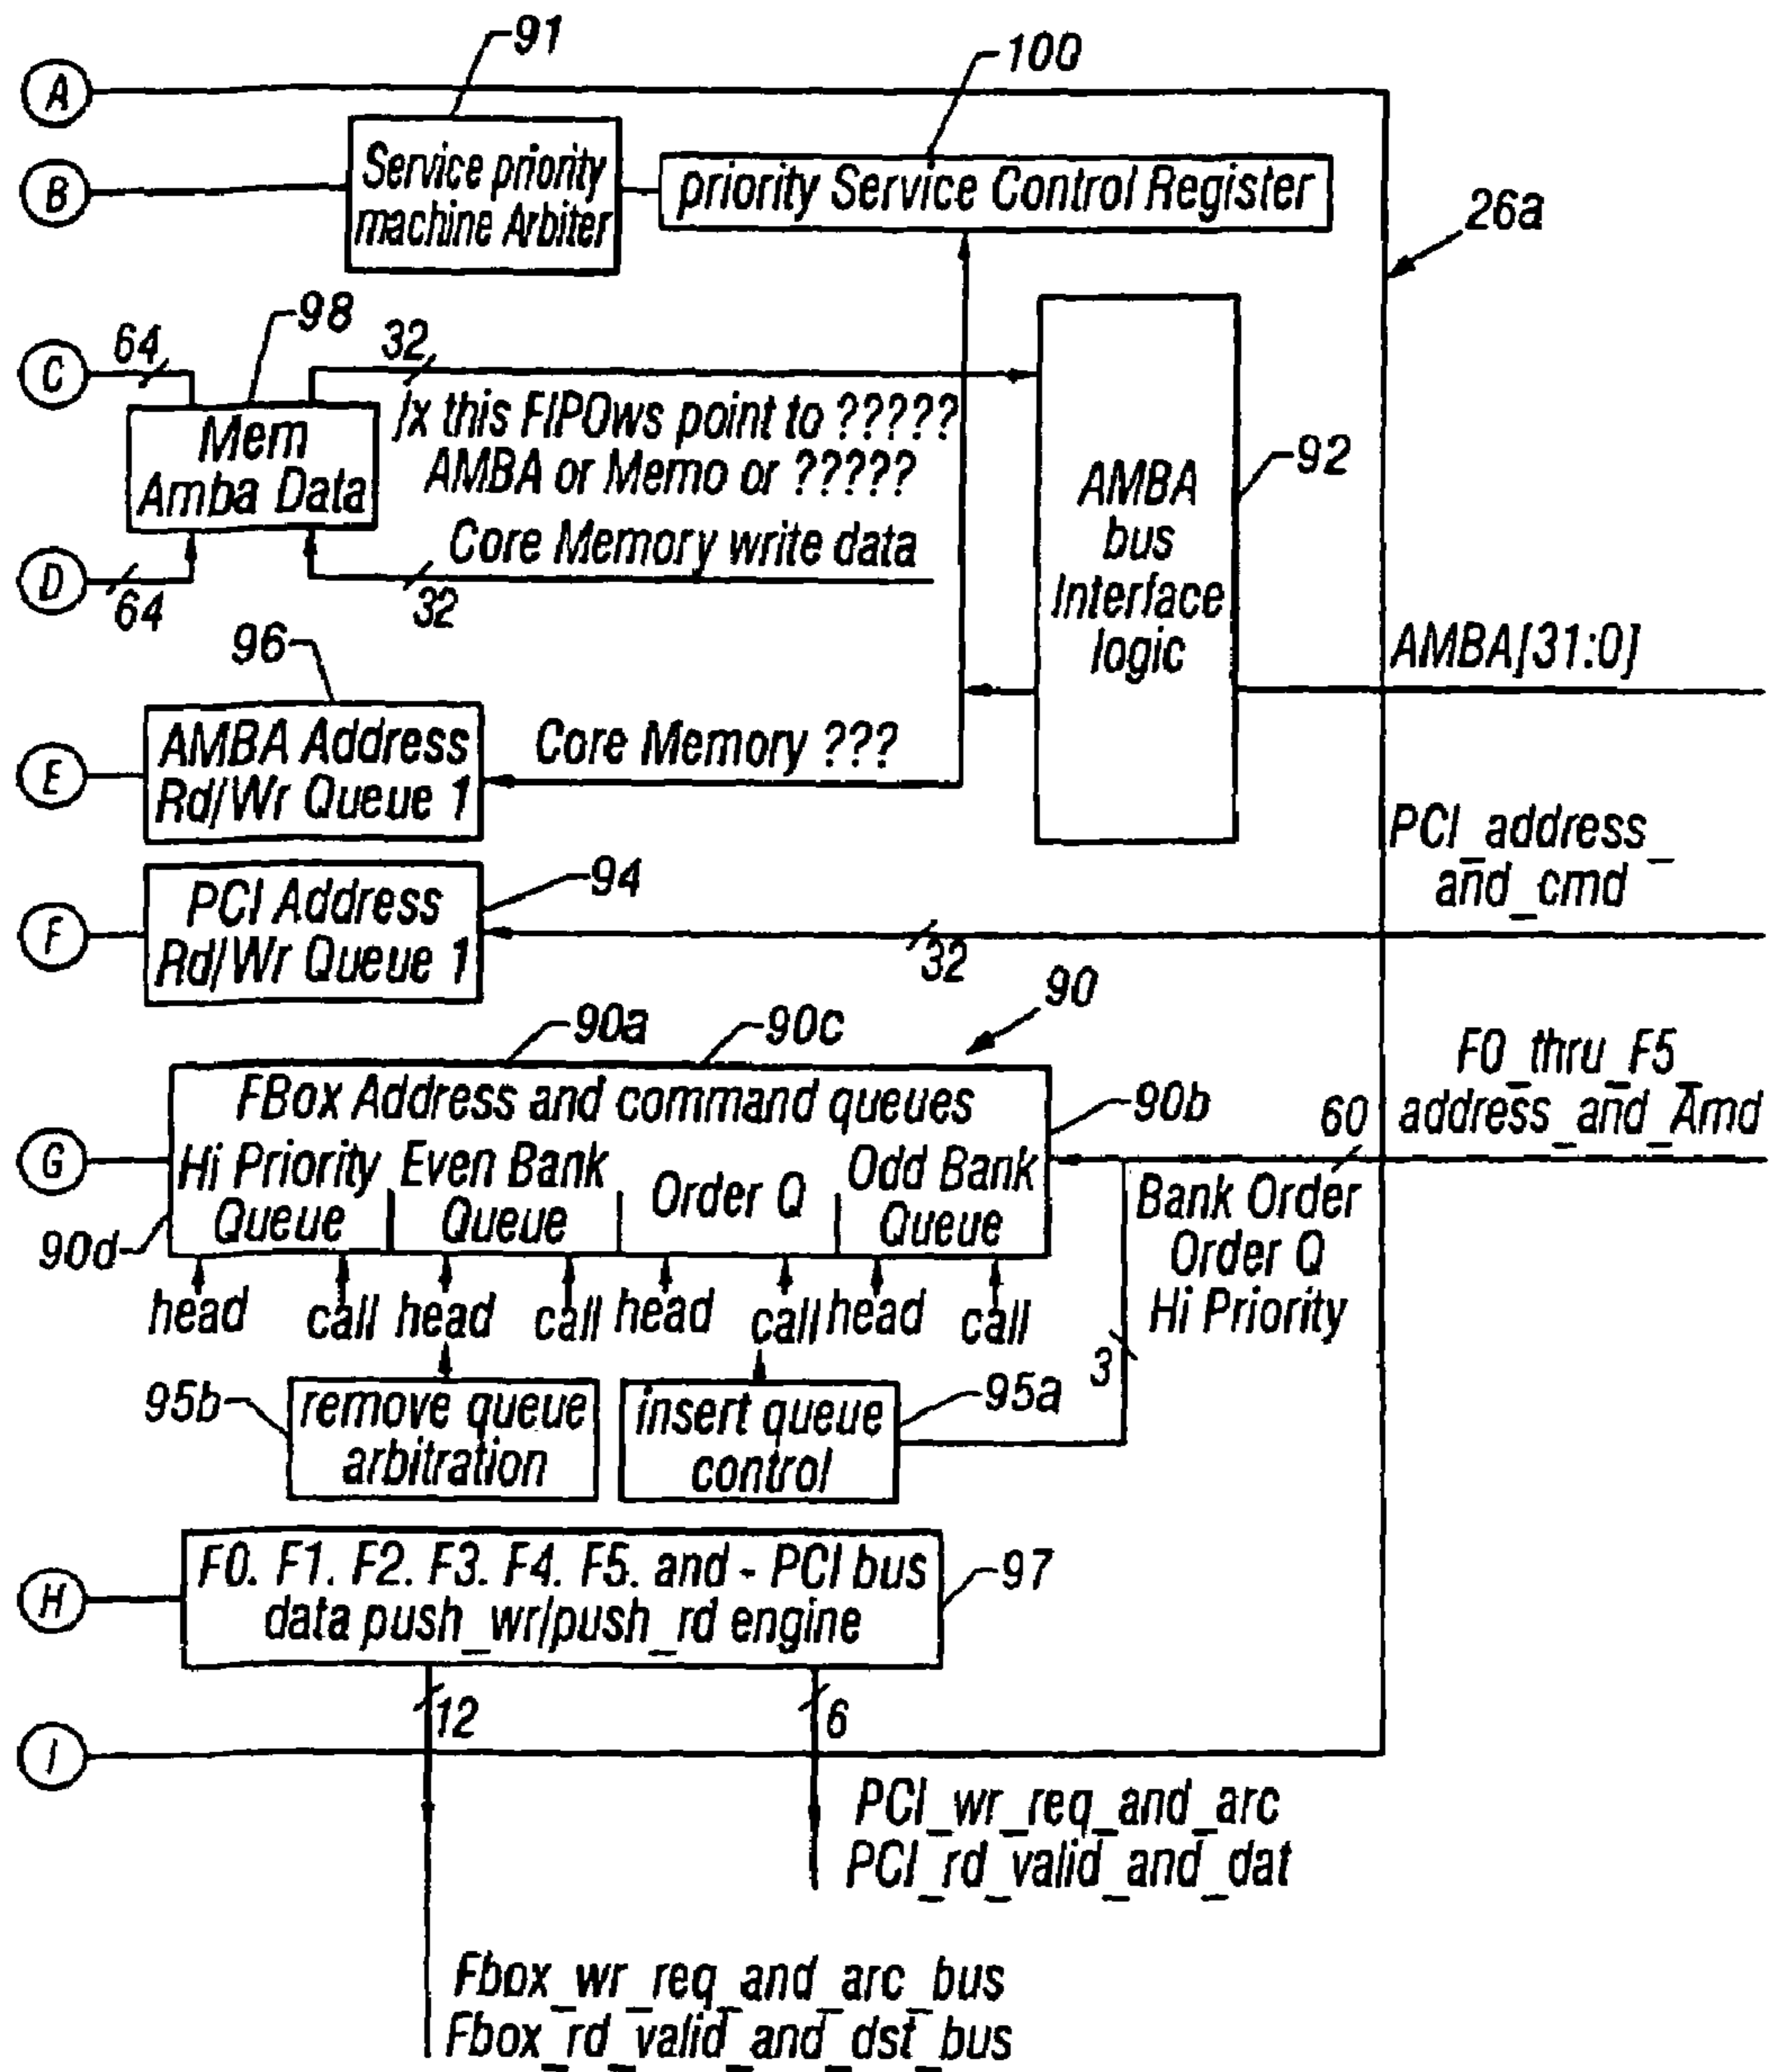 91
100
A
B
Service priority
machine Arbiter
priority Service Control Register
26a
98
C
64
32
Mem
Amba Data
/x this FIPOws point to ?????
AMBA or Memo or ?????
Core Memory write data
D
64
32
AMBA
bus
Interface
logic
92
96
AMBA[31:0]
E
AMBA Address
Rd/Wr Queue 1
Core Memory ???
PCI_address_
and_cmd
F
PCI Address
Rd/Wr Queue 1
94
32
90
90a
90c
FBox Address and command queues
90b
F0_thru_F5_
address_and_Amd
60
G
Hi Priority
Queue
Even Bank
Queue
Order Q
Odd Bank
Queue
90d
Bank Order
Order Q
Hi Priority
head
call
head
call
head
call
head
call
3
95b
remove queue
arbitration
insert queue
control
95a
H
F0. F1. F2. F3. F4. F5. and - PCI bus
data push_wr/push_rd engine
97
12
6
I
PCI_wr_req_and_arc
PCI_rd_valid_and_dat
Fbox_wr_req_and_arc_bus
Fbox_rd_valid_and_dst_bus